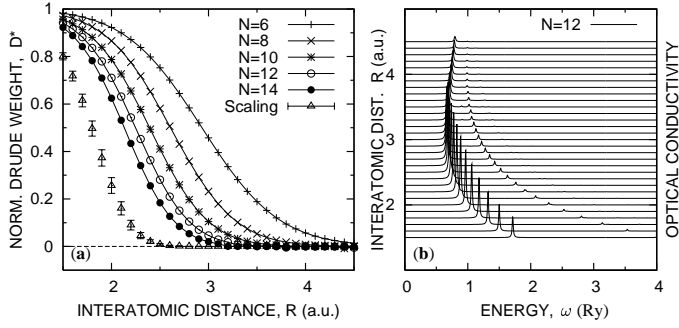 NORM. DRUDE WEIGHT, D*
1
0.8
0.6
0.4
0.2
0
N=6
N=8
N=10
N=12
N=14
Scaling
(a)
2 3 4
INTERATOMIC DISTANCE, R (a.u.)
INTERATOMIC DIST. R (a.u.)
4
3
2
N=12
(b)
0 1 2 3 4
ENERGY, ω (Ry)
OPTICAL CONDUCTIVITY